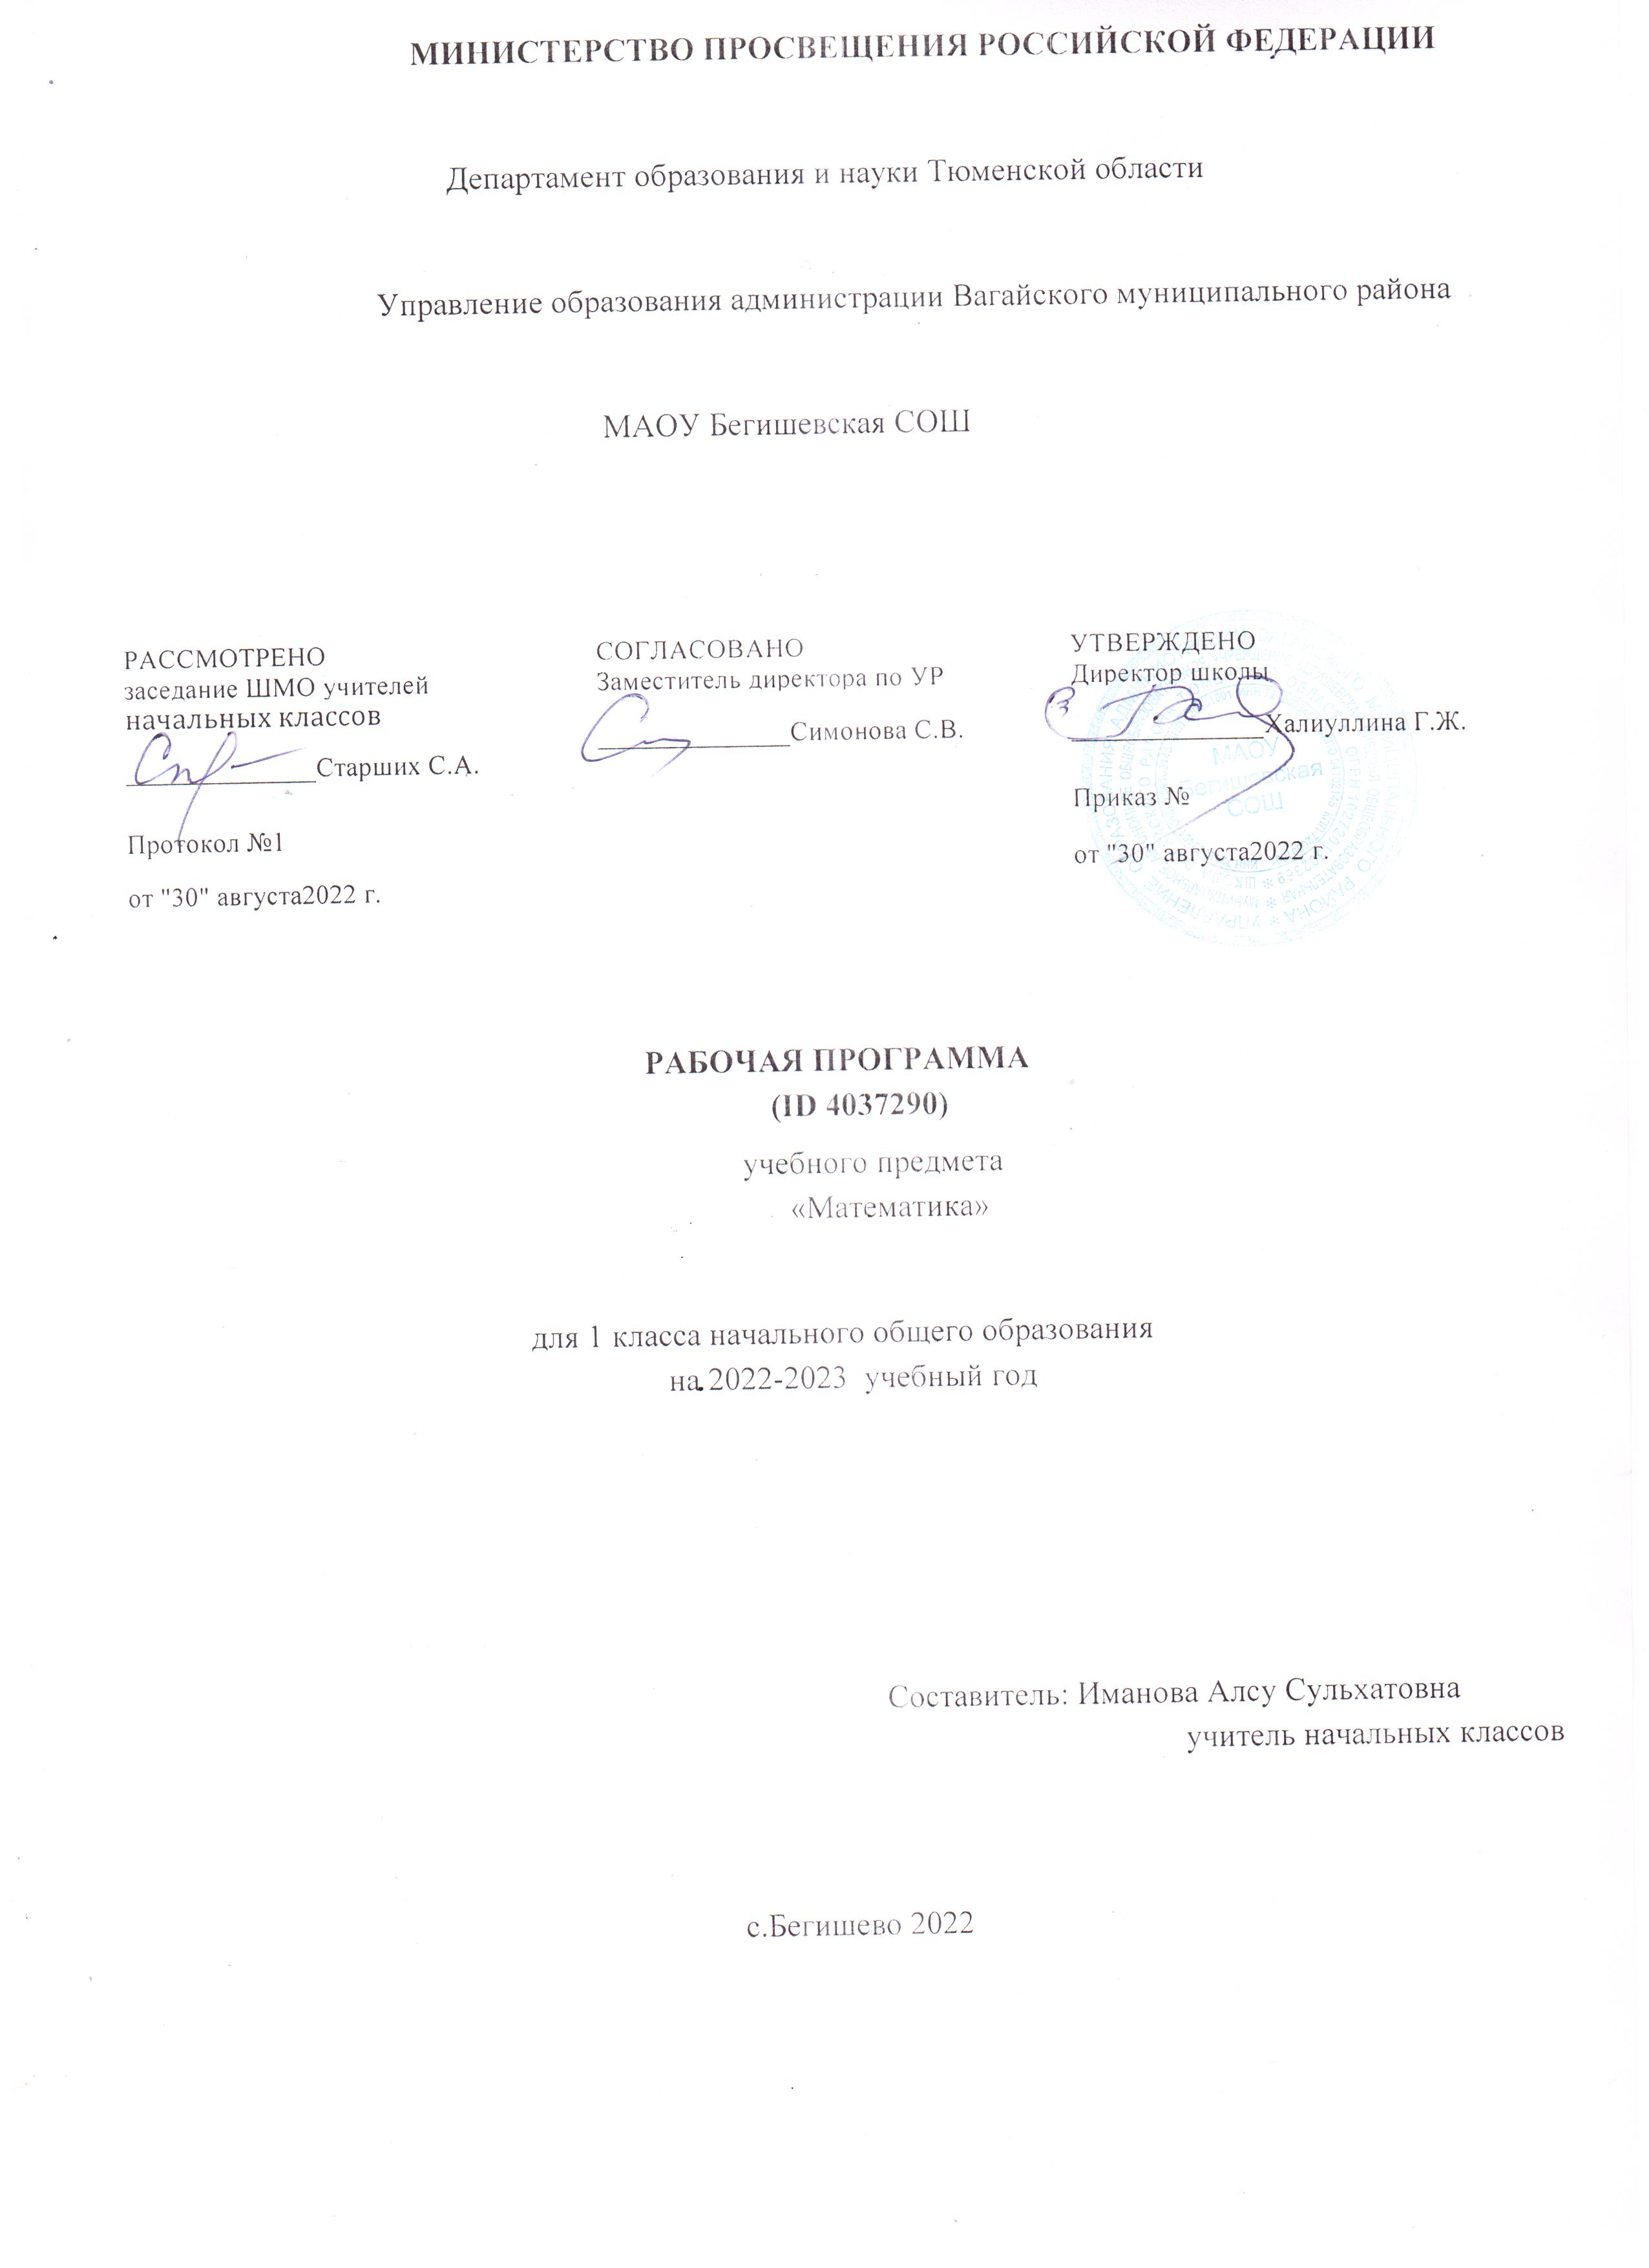 МИНИСТЕРСТВО ПРОСВЕЩЕНИЯ РОССИЙСКОЙ ФЕДЕРАЦИИ
Департамент образования и науки Тюменской области
Управление образования администрации Вагайского муниципального района
МАОУ Бегишевская СОШ
РАССМОТРЕНО
заседание ШМО учителей
начальных классов
Старших С.А.
Протокол №1
от "30" августа2022 г.
СОГЛАСОВАНО
Заместитель директора по УР
Симонова С.В.
УТВЕРЖДЕНО
Директор школы
Халиуллина Г.Ж.
Приказ №
от "30" августа2022 г.
МАОУ
Бегишевская
СОШ
РАБОЧАЯ ПРОГРАММА
(ID 4037290)
учебного предмета
«Математика»
для 1 класса начального общего образования
на 2022-2023 учебный год
Составитель: Иманова Алсу Сульхатовна
учитель начальных классов
с.Бегишево 2022